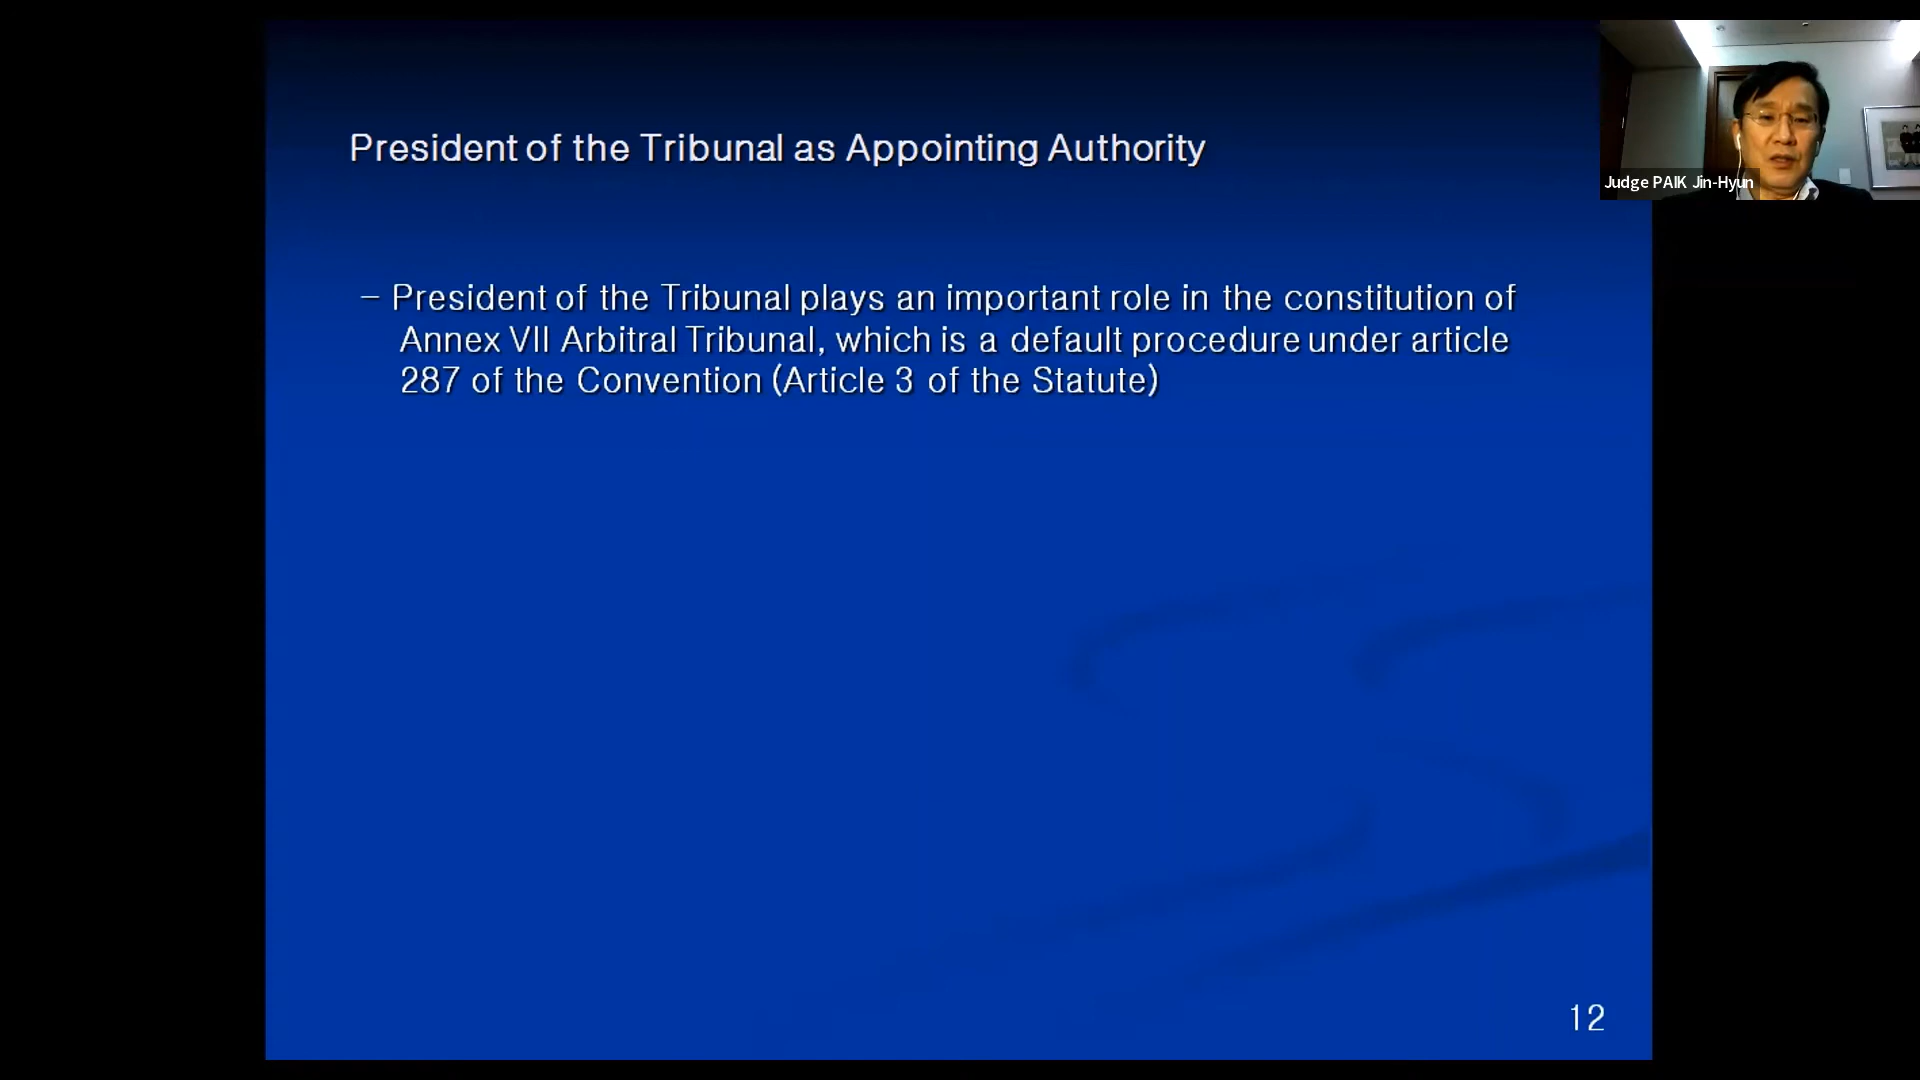 President of the Tribunal as Appointing Authority
– President of the Tribunal plays an important role in the constitution of
Annex VII Arbitral Tribunal, which is a default procedure under article
287 of the Convention (Article 3 of the Statute)
12
Judge PAIK Jin-Hyun